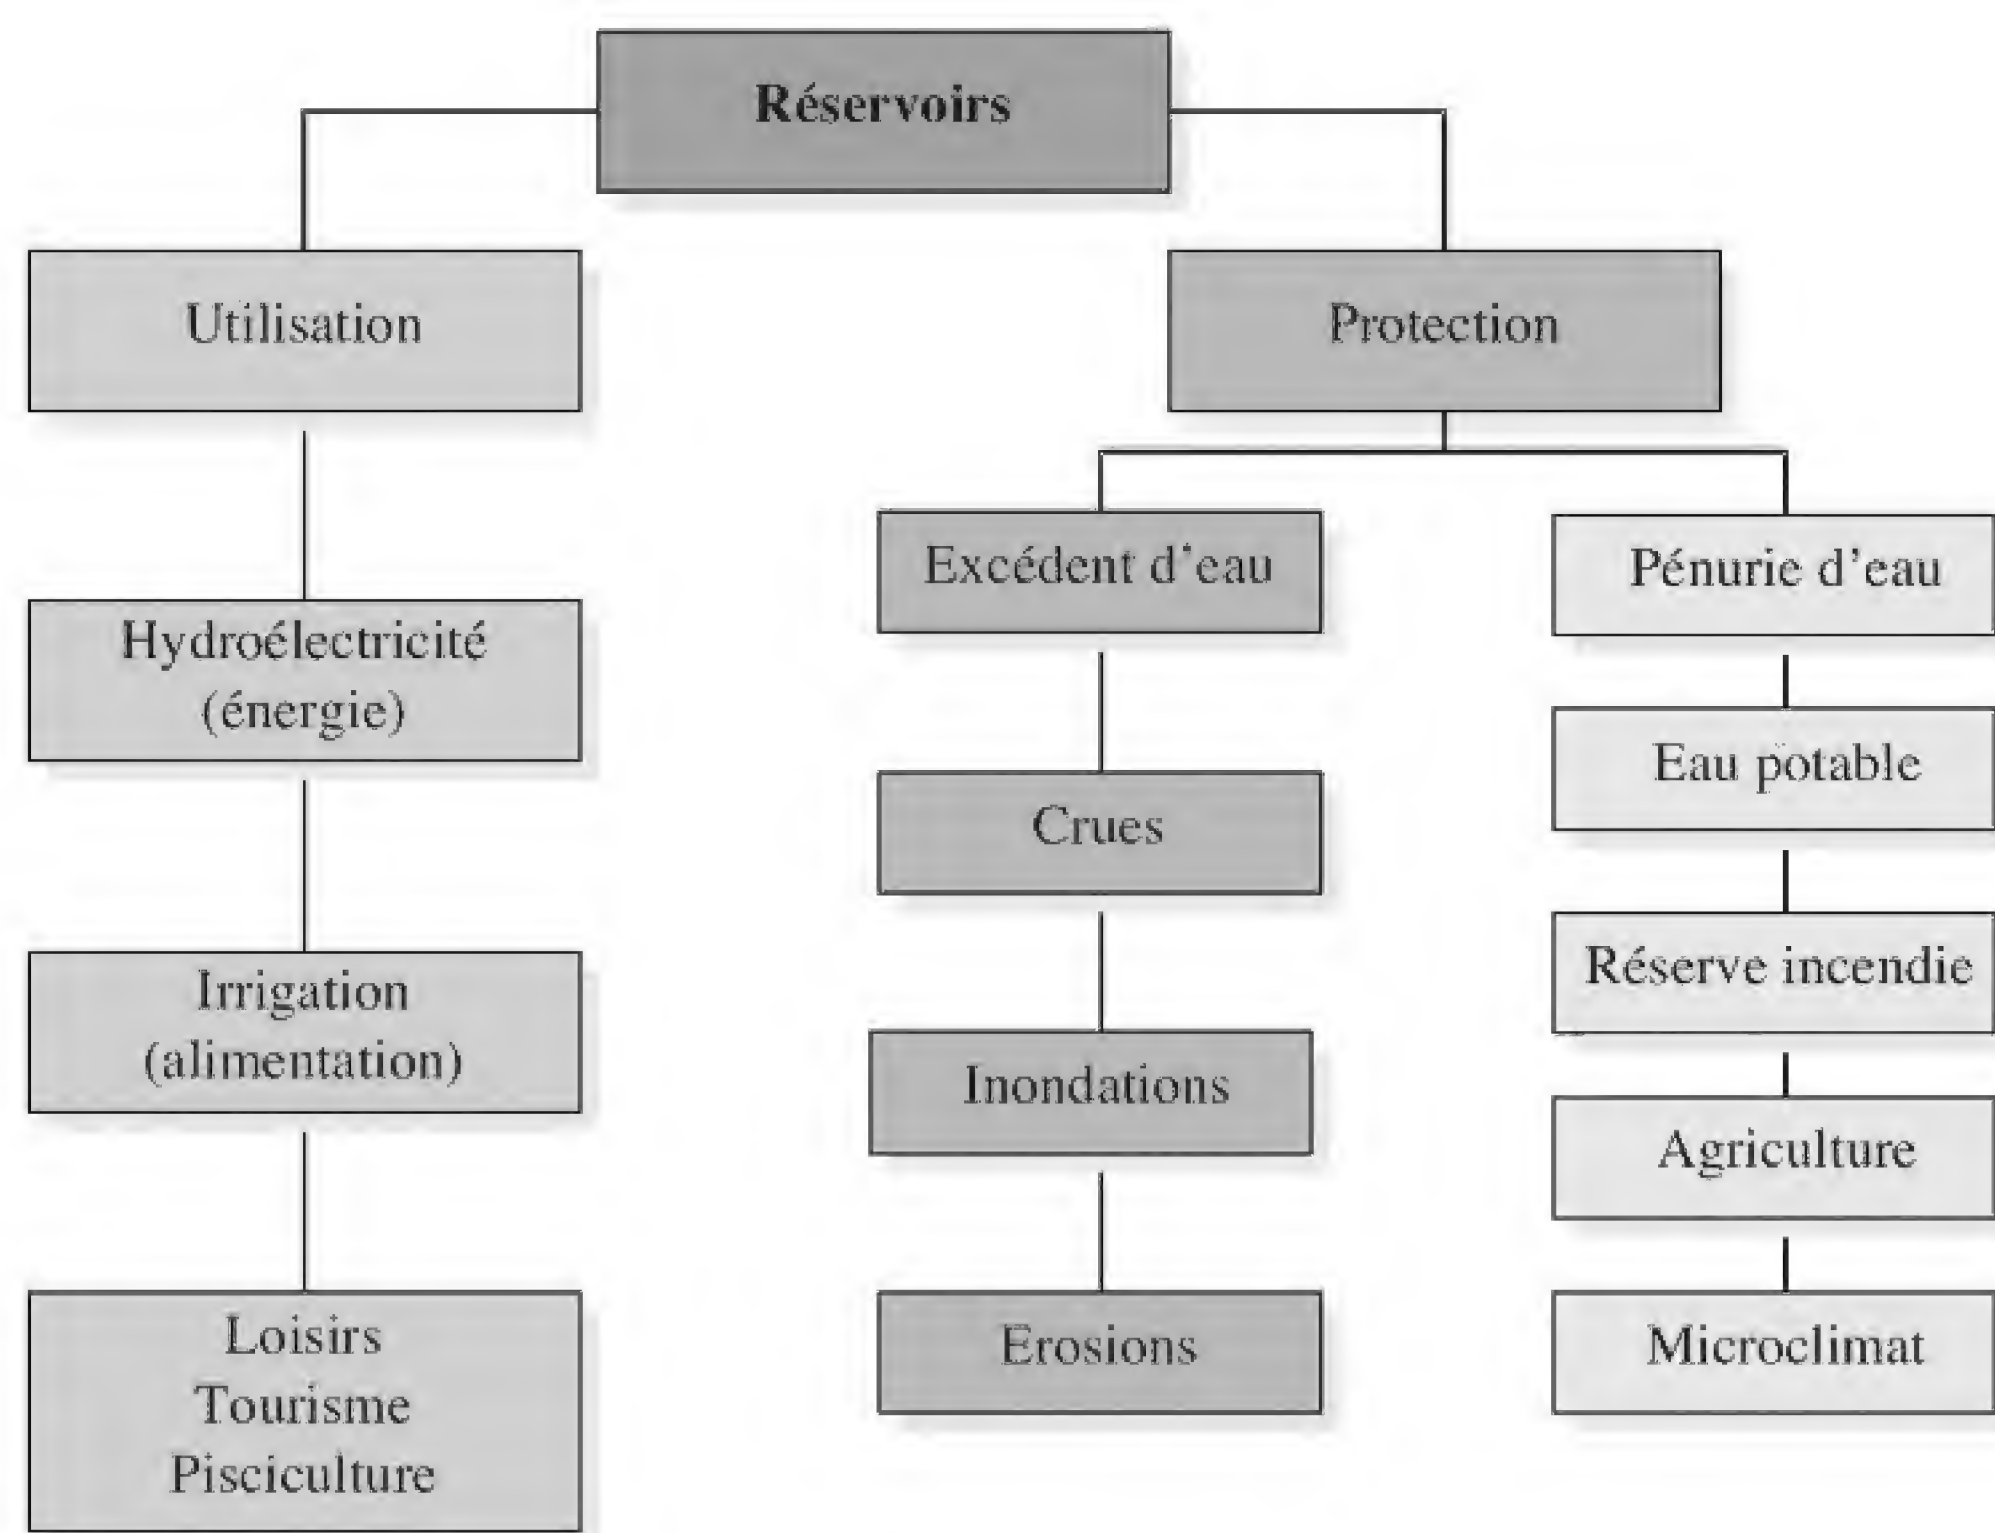 Réservoirs
Utilisation
Protection
Hydroélectricité
(énergie)
Irrigation
(alimentation)
Loisirs
Tourisme
Pisciculture
Excédent d'eau
Crues
Inondations
Erosions
Pénurie d'eau
Eau potable
Réserve incendie
Agriculture
Microclimat